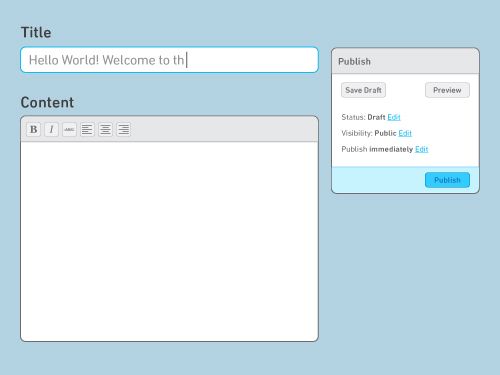 Title
Hello World! Welcome to th
Content
B I ABC
Publish
Save Draft Preview
Status: Draft Edit
Visibility: Public Edit
Publish immediately Edit
Publish